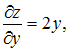 ∂z/∂y = 2y,